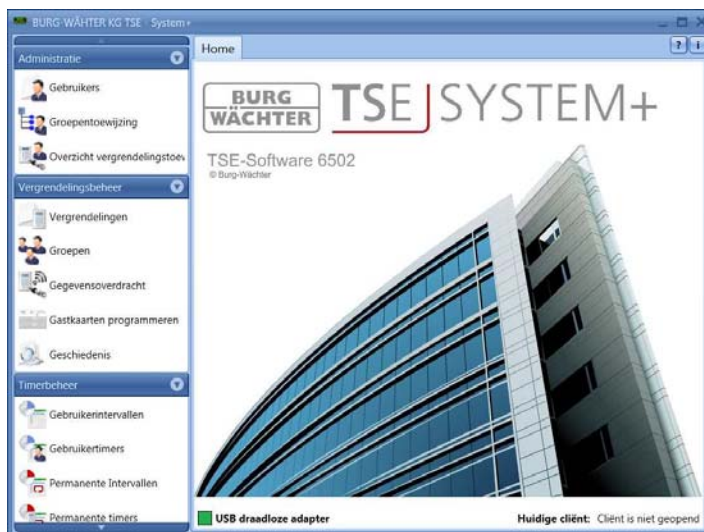 BURG-WÄHTER KG TSE - System+
Administratie
Gebruikers
Groepentoewijzing
Overzicht vergrendelingstoev
Vergrendelingsbeheer
Vergrendelingen
Groepen
Gegevensoverdracht
Gastkaarten programmeren
Geschiedenis
Timerbeheer
Gebruikerintervallen
Gebruikertimers
Permanente Intervallen
Permanente timers
Home
? i
BURG
WÄCHTER
TSE SYSTEM+
TSE-Software 6502
© Burg-Wächter
USB draadloze adapter
Huidige cliënt: Cliënt is niet geopend